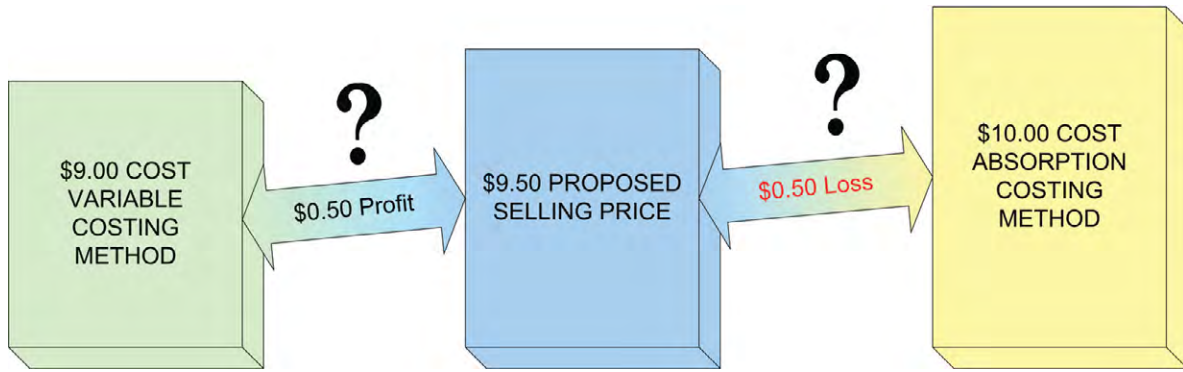 $9.00 COST
VARIABLE
COSTING
METHOD
?
$0.50 Profit
$9.50 PROPOSED
SELLING PRICE
?
$0.50 Loss
$10.00 COST
ABSORPTION
COSTING
METHOD